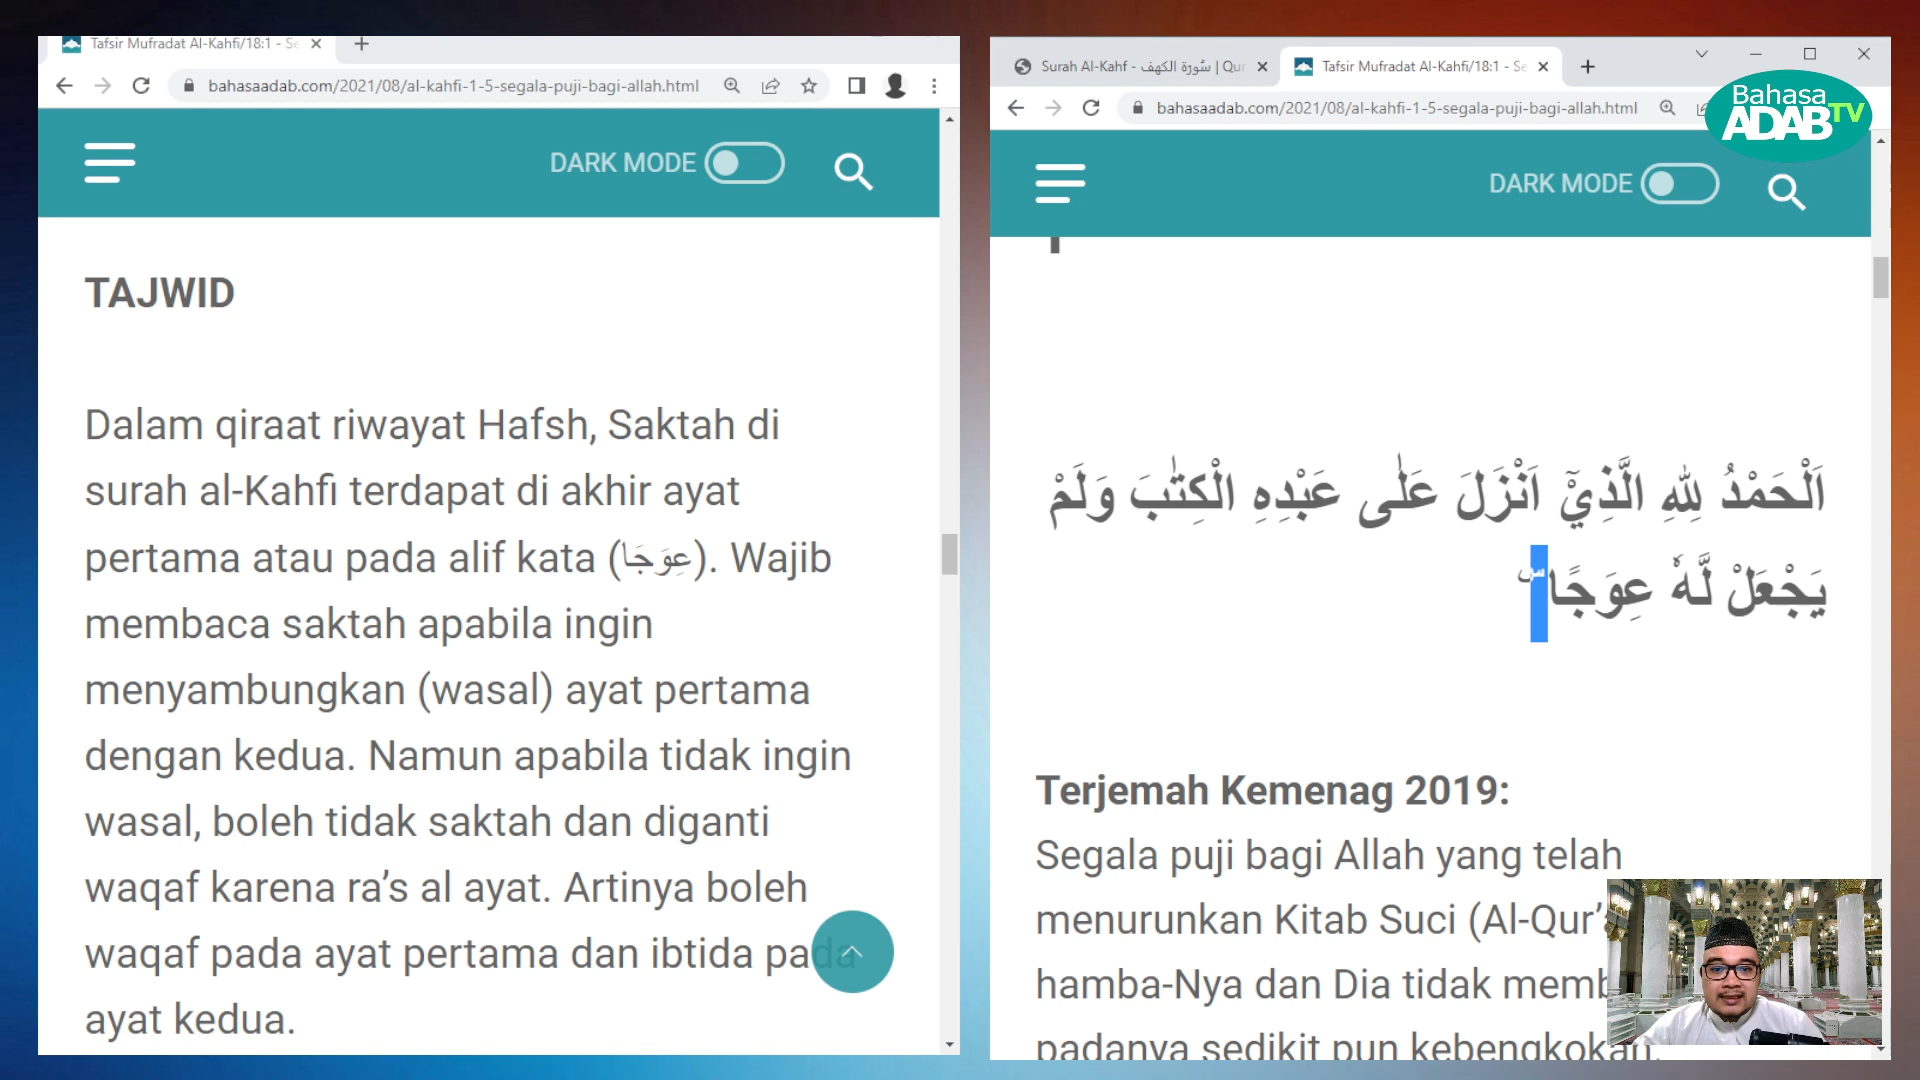 Tafsir Mufradat Al-Kahfi/18:1 - Se
bahasaadab.com/2021/08/al-kahfi-1-5-segala-puji-bagi-allah.html
DARK MODE
TAJWID
Dalam qiraat riwayat Hafsh, Saktah di
surah al-Kahfi terdapat di akhir ayat
pertama atau pada alif kata (عِوَجَا). Wajib
membaca saktah apabila ingin
menyambungkan (wasal) ayat pertama
dengan kedua. Namun apabila tidak ingin
wasal, boleh tidak saktah dan diganti
waqaf karena ra’s al ayat. Artinya boleh
waqaf pada ayat pertama dan ibtida pada
ayat kedua.
Surah Al-Kahf - سُورَة الكهف | Qur
Tafsir Mufradat Al-Kahfi/18:1 - Se
bahasaadab.com/2021/08/al-kahfi-1-5-segala-puji-bagi-allah.html
Bahasa
ADAB TV
DARK MODE
اَلْحَمْدُ لِلّٰهِ الَّذِيْٓ اَنْزَلَ عَلٰى عَبْدِهِ الْكِتٰبَ وَلَمْ
يَجْعَلْ لَّهٗ عِوَجًا ۜ
Terjemah Kemenag 2019:
Segala puji bagi Allah yang telah
menurunkan Kitab Suci (Al-Qur’
hamba-Nya dan Dia tidak memb
padanya sedikit pun kebengkokan.